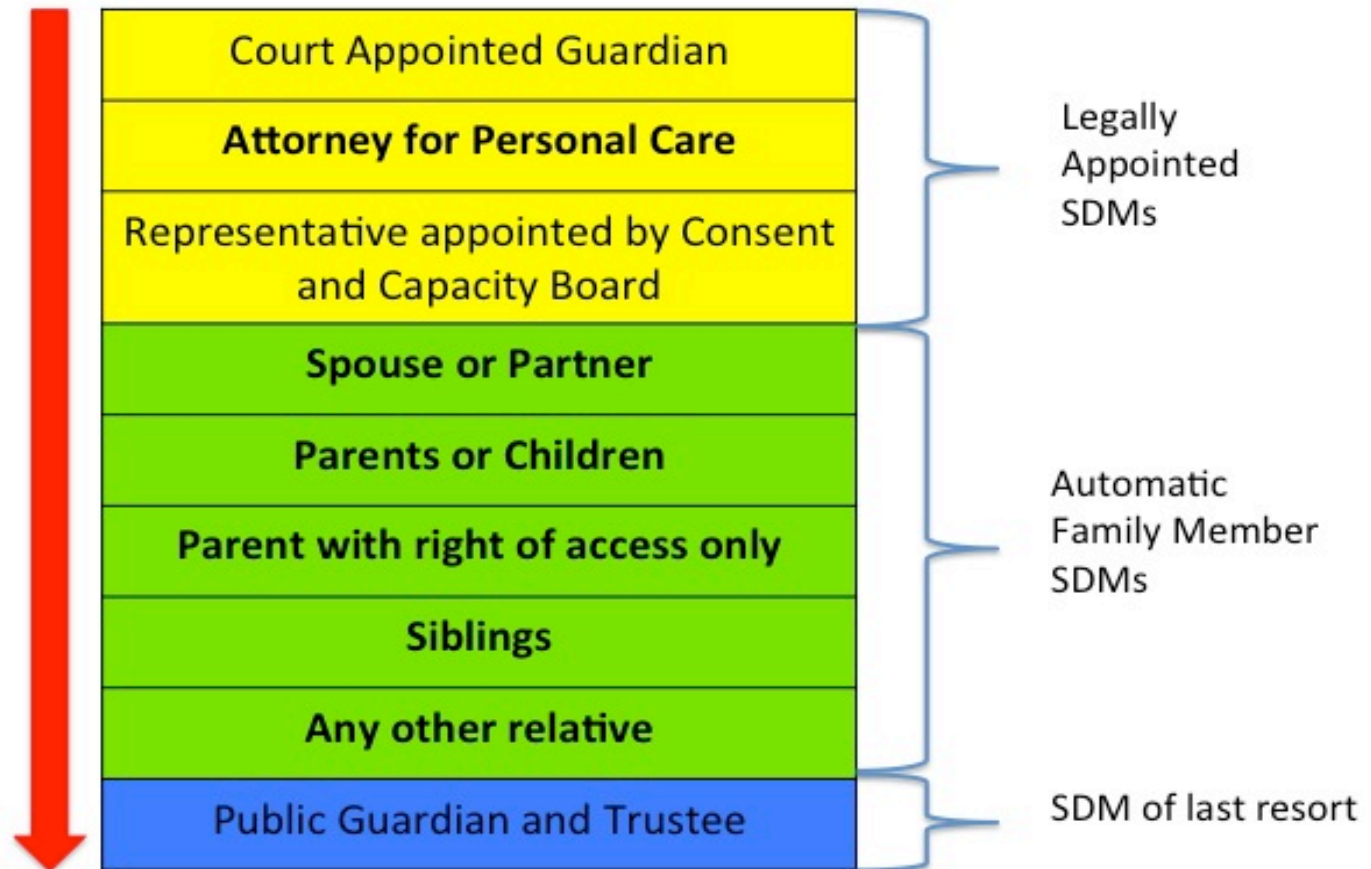 Court Appointed Guardian
Attorney for Personal Care
Representative appointed by Consent
and Capacity Board
Legally
Appointed
SDMs
Spouse or Partner
Parents or Children
Parent with right of access only
Siblings
Any other relative
Automatic
Family Member
SDMs
Public Guardian and Trustee
SDM of last resort